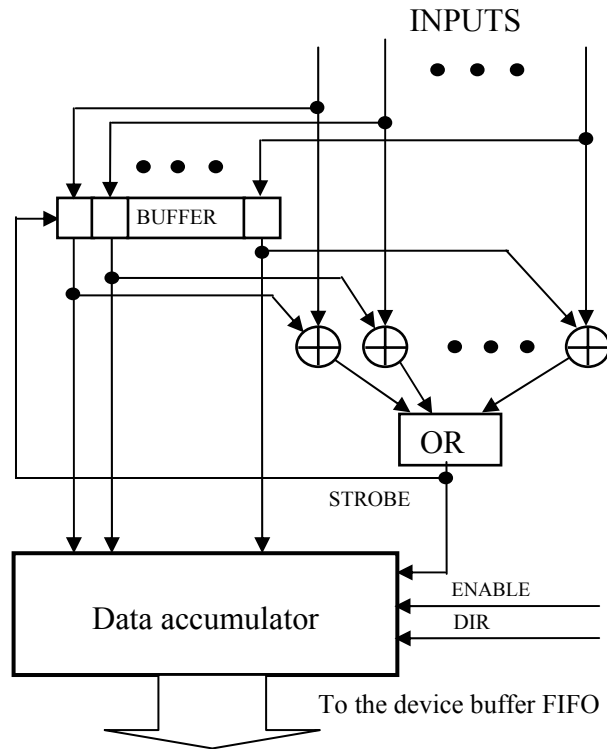 INPUTS
BUFFER
OR
STROBE
ENABLE
Data accumulator
DIR
To the device buffer FIFO